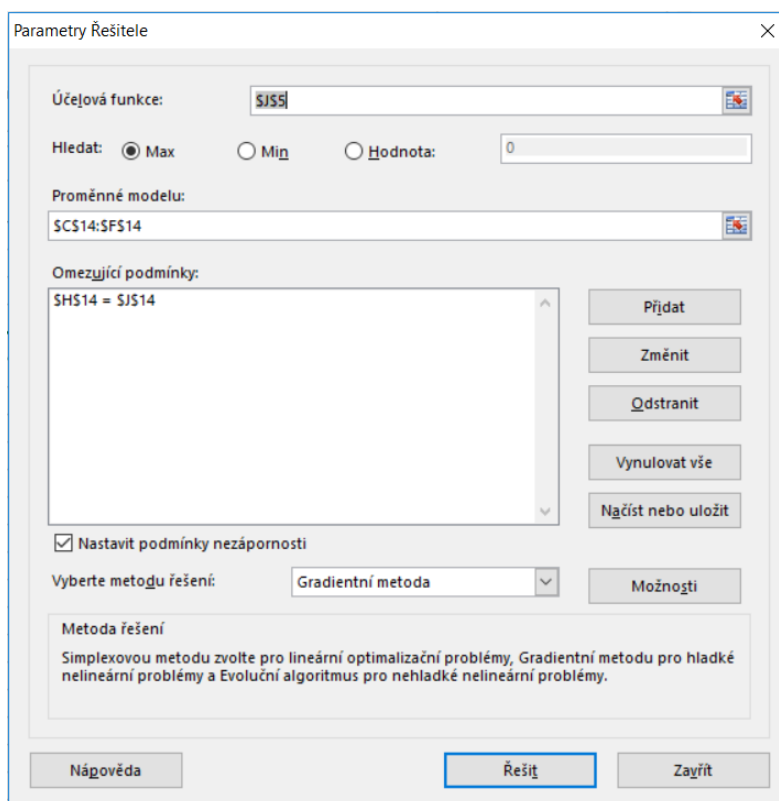 Parametry Řešitele
Účelová funkce: $J$5
Hledat: Max Min Hodnota: 0
Proměnné modelu:
$C$14:$F$14
Omezující podmínky:
$H$14 = $J$14
Přidat
Změnit
Odstranit
Vynulovat vše
Načíst nebo uložit
Nastavit podmínky nezápornosti
Vyberte metodu řešení: Gradientní metoda Možnosti
Metoda řešení
Simplexovou metodu zvolte pro lineární optimalizační problémy, Gradientní metodu pro hladké
nelineární problémy a Evoluční algoritmus pro nehladké nelineární problémy.
Nápověda Řešit Zavřít